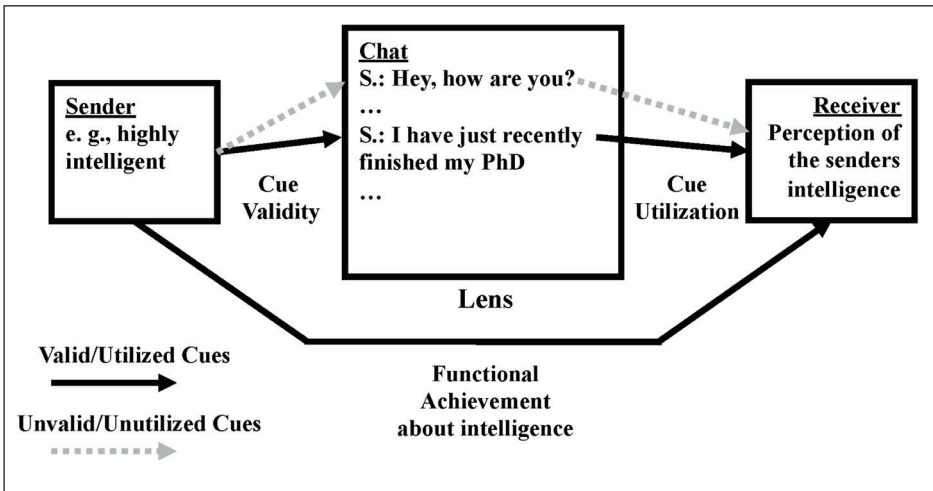 Sender
e. g., highly
intelligent
Cue
Validity
Chat
S.: Hey, how are you?
...
S.: I have just recently
finished my PhD
...
Lens
Cue
Utilization
Receiver
Perception of
the senders
intelligence
Functional
Achievement
about intelligence
Valid/Utilized Cues
Unvalid/Unutilized Cues